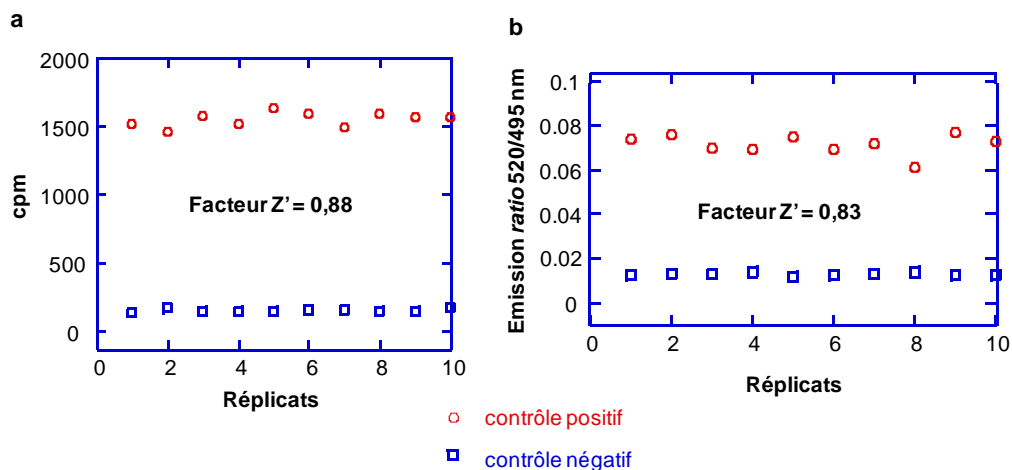 a
2000
1500
1000
500
0
cpm
Facteur Z' = 0,88
0 2 4 6 8 10
Réplicats
b
0.1
0.08
0.06
0.04
0.02
0
Emission ratio 520/495 nm
Facteur Z' = 0,83
0 2 4 6 8 10
Réplicats
contrôle positif
contrôle négatif